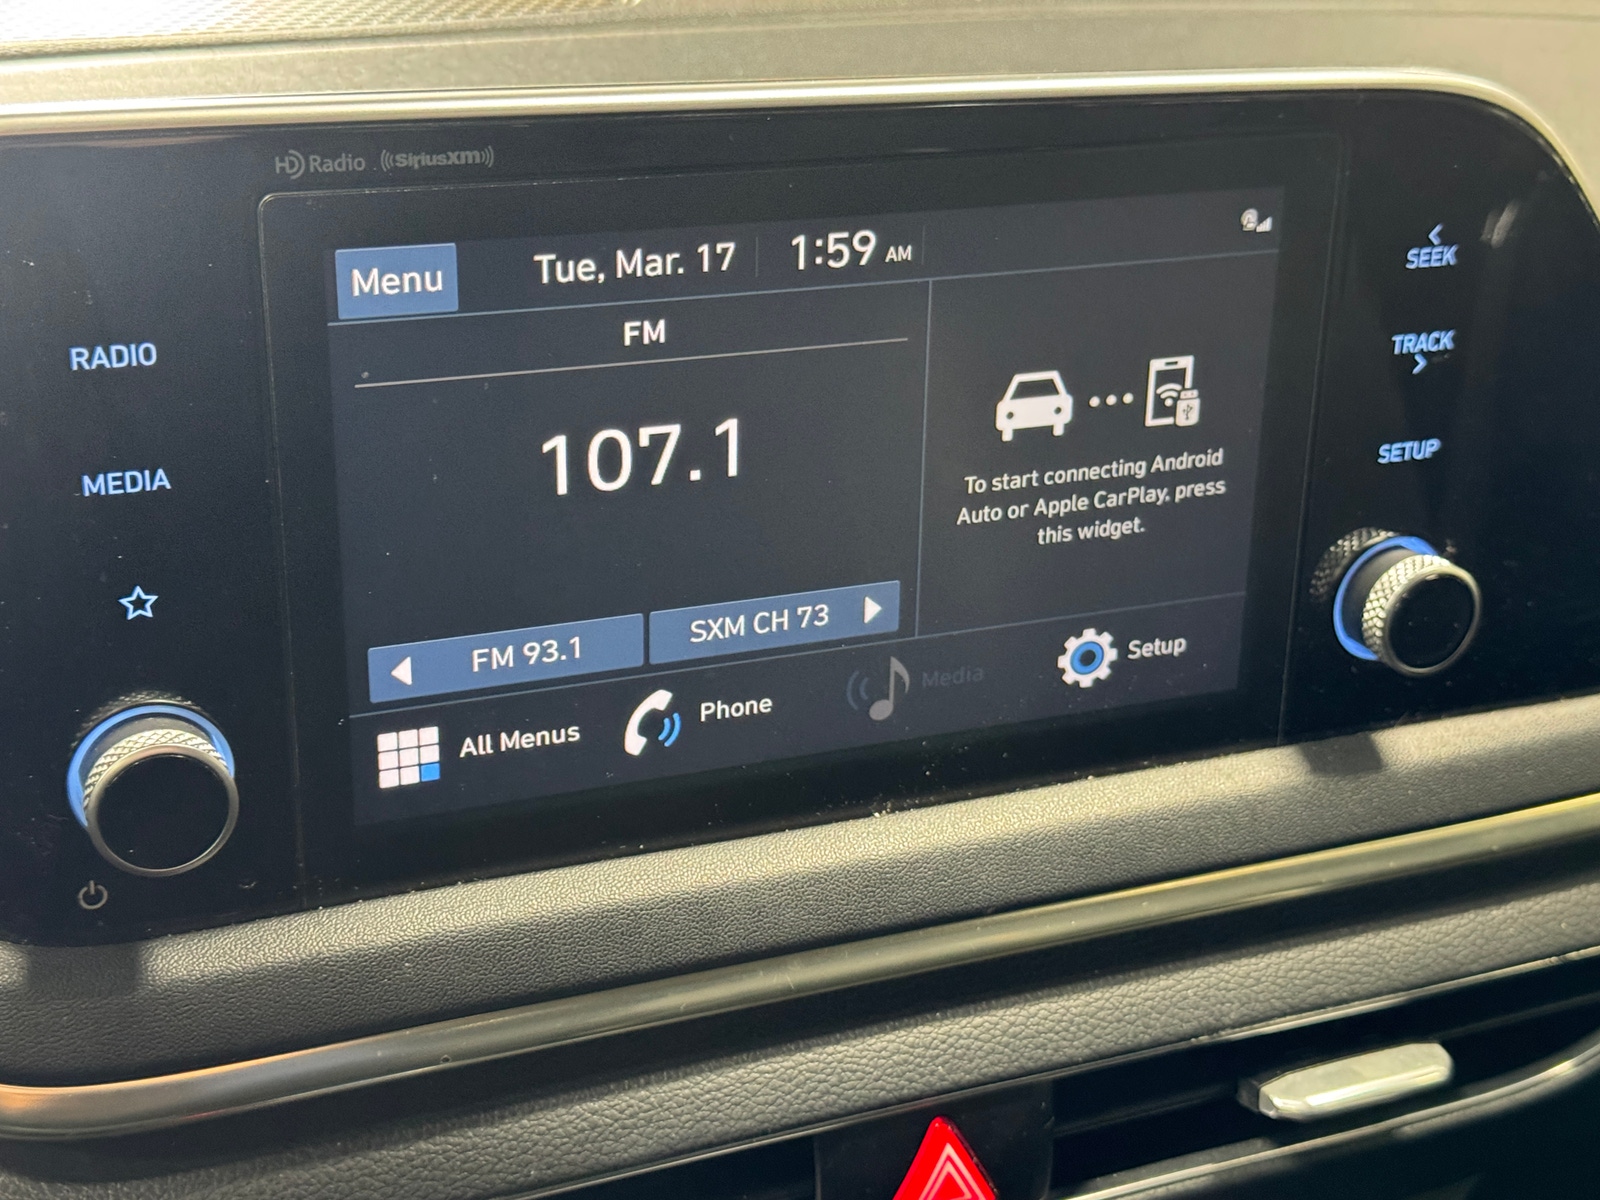 HD Radio ((SiriusXM))
Menu
Tue, Mar. 17
1:59 AM
FM
107.1
FM 93.1
SXM CH 73
To start connecting Android
Auto or Apple CarPlay, press
this widget.
All Menus
Phone
Media
Setup
RADIO
MEDIA
SEEK
TRACK
SETUP